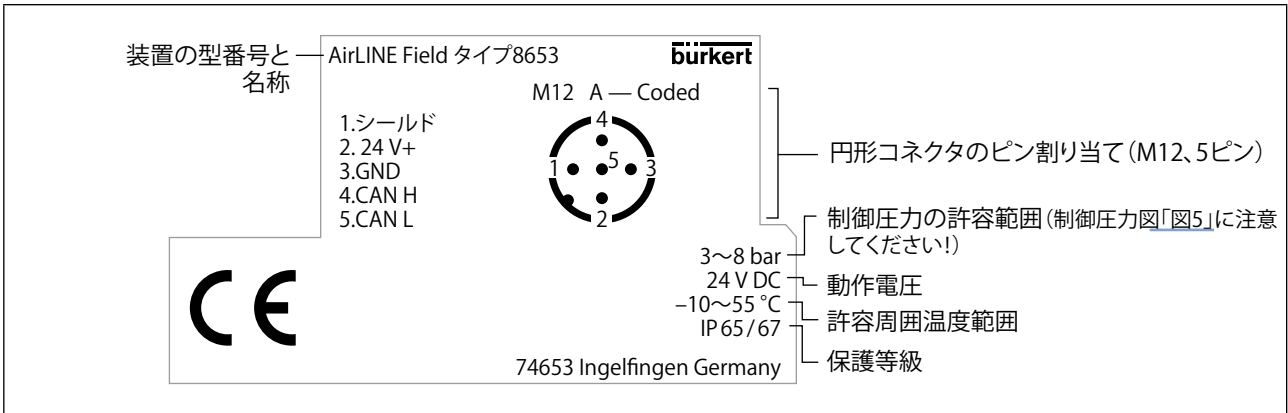 装置の型番号と
名称
AirLINE Field タイプ8653
bürkert
M12 A — Coded
1.シールド
2. 24 V+
3.GND
4.CAN H
5.CAN L
4
1
5
3
2
円形コネクタのピン割り当て(M12、5ピン)
制御圧力の許容範囲(制御圧力図「図5」に注意
してください!)
3〜8 bar
24 V DC
動作電圧
–10〜55 °C
許容周囲温度範囲
IP 65 / 67
保護等級
CE
74653 Ingelfingen Germany